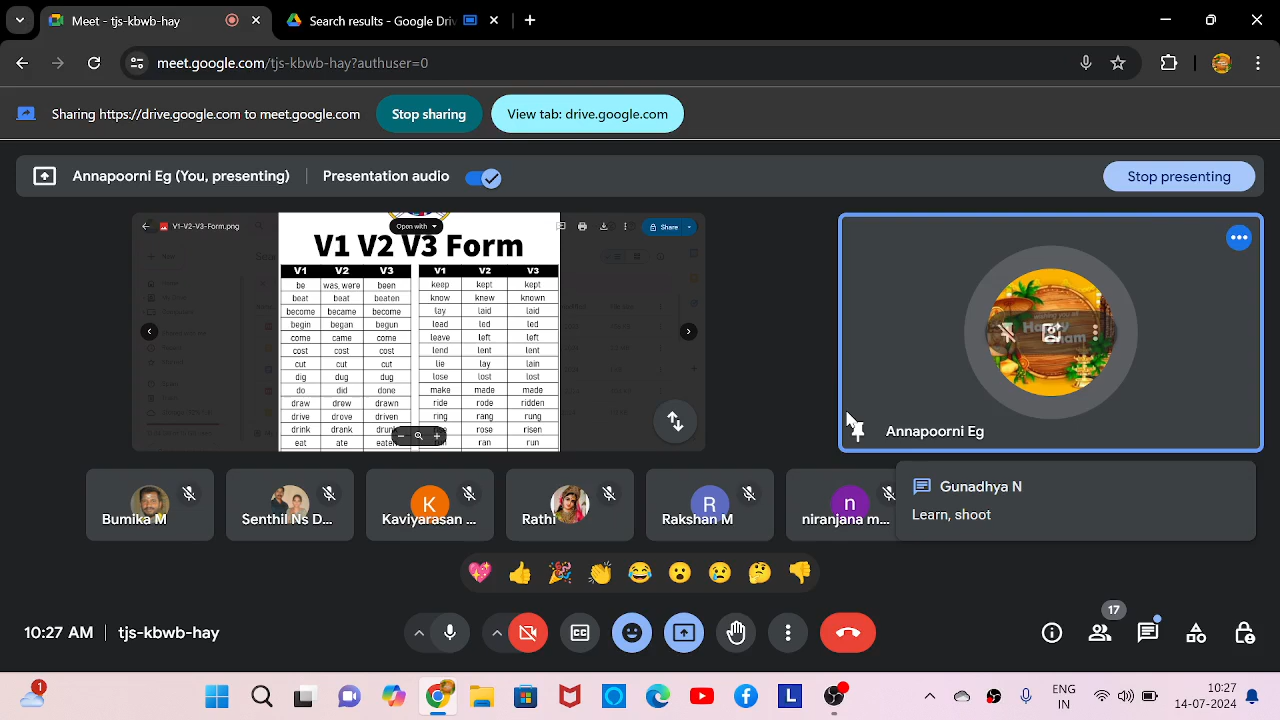 Meet - tjs-kbwb-hay
Search results - Google Driv
meet.google.com/tjs-kbwb-hay?authuser=0
Sharing https://drive.google.com to meet.google.com
Stop sharing
View tab: drive.google.com
Annapoorni Eg (You, presenting)
Presentation audio
Stop presenting
V1-V2-V3-Form.png
Open with
Share
V1 V2 V3 Form
V1 V2 V3 V1 V2 V3
be was, were been keep kept kept
beat beat beaten know knew known
become became become lay laid laid
begin began begun lead led led
come came come leave left left
cost cost cost lend lent lent
cut cut cut lie lay lain
dig dug dug lose lost lost
do did done make made made
draw drew drawn ride rode ridden
drive drove driven ring rang rung
drink drank drunk rose risen
eat ate eaten ran run
Annapoorni Eg
Bumika M
Senthil Ns D...
K
Kaviyarasan ...
Rathi
R
Rakshan M
n
niranjana m...
Gunadhya N
Learn, shoot
10:27 AM
tjs-kbwb-hay
CC
17
1
L
ENG
IN
10:27
14-07-2024